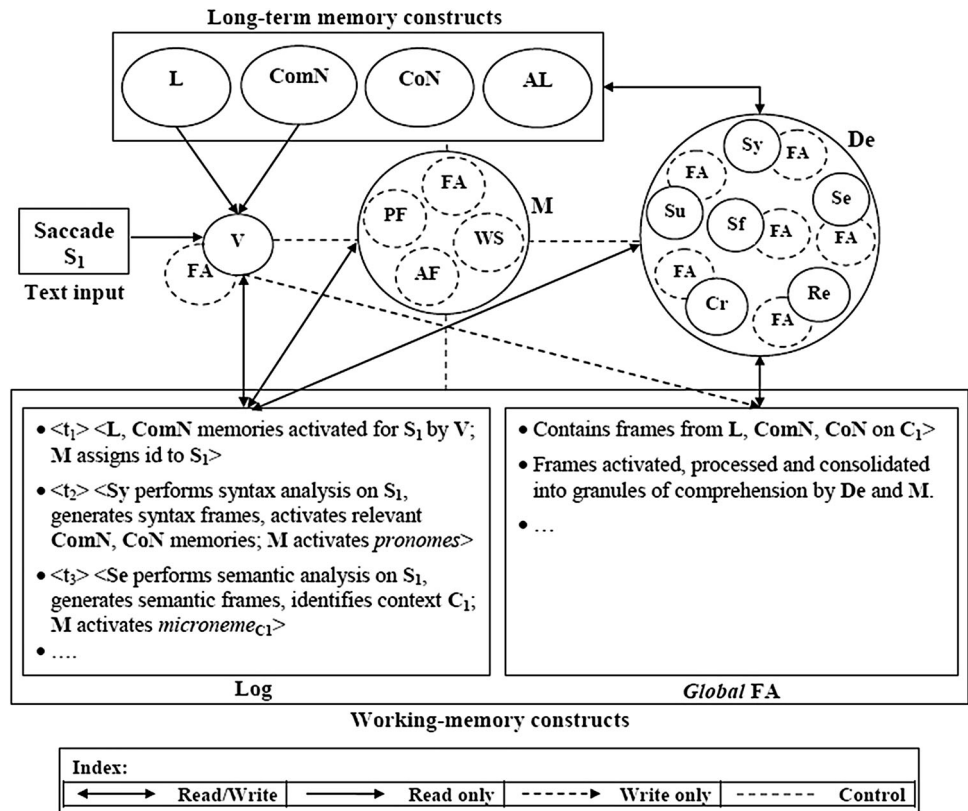 Long-term memory constructs
L
ComN
CoN
AL
De
Sy
FA
FA
Su
Sf
FA
Se
FA
FA
Cr
FA
Re
M
FA
PF
WS
AF
Saccade
S1
Text input
V
FA
• <t1> <L, ComN memories activated for S1 by V;
M assigns id to S1>
• <t2> <Sy performs syntax analysis on S1,
generates syntax frames, activates relevant
ComN, CoN memories; M activates pronomes>
• <t3> <Se performs semantic analysis on S1,
generates semantic frames, identifies context C1;
M activates micronemeC1>
• ....
Log
• Contains frames from L, ComN, CoN on C1>
• Frames activated, processed and consolidated
into granules of comprehension by De and M.
• ...
Global FA
Working-memory constructs
Index:
Read/Write
Read only
Write only
Control